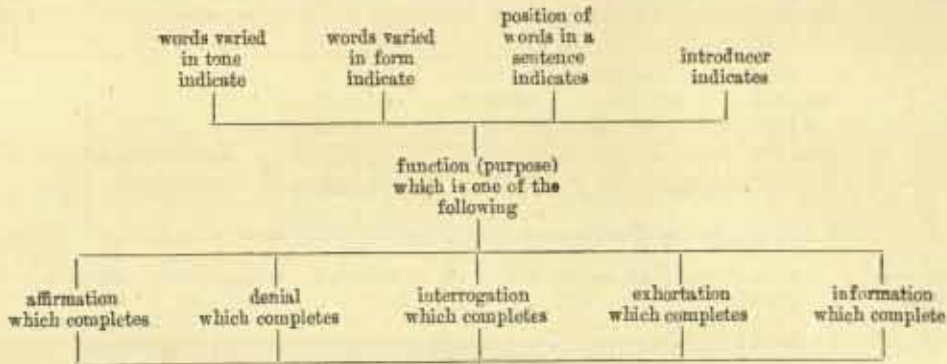 words varied
in tone
indicate
words varied
in form
indicate
position of
words in a
sentence
indicates
introducer
indicates
function (purpose)
which is one of the
following
affirmation
which completes
denial
which completes
interrogation
which completes
exhortation
which completes
information
which complete